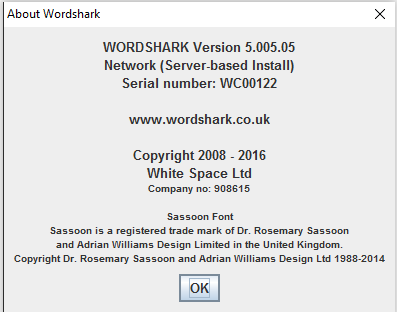 About Wordshark
WORDSHARK Version 5.005.05
Network (Server-based Install)
Serial number: WC00122
www.wordshark.co.uk
Copyright 2008 - 2016
White Space Ltd
Company no: 908615
Sassoon Font
Sassoon is a registered trade mark of Dr. Rosemary Sassoon
and Adrian Williams Design Limited in the United Kingdom.
Copyright Dr. Rosemary Sassoon and Adrian Williams Design Ltd 1988-2014
OK